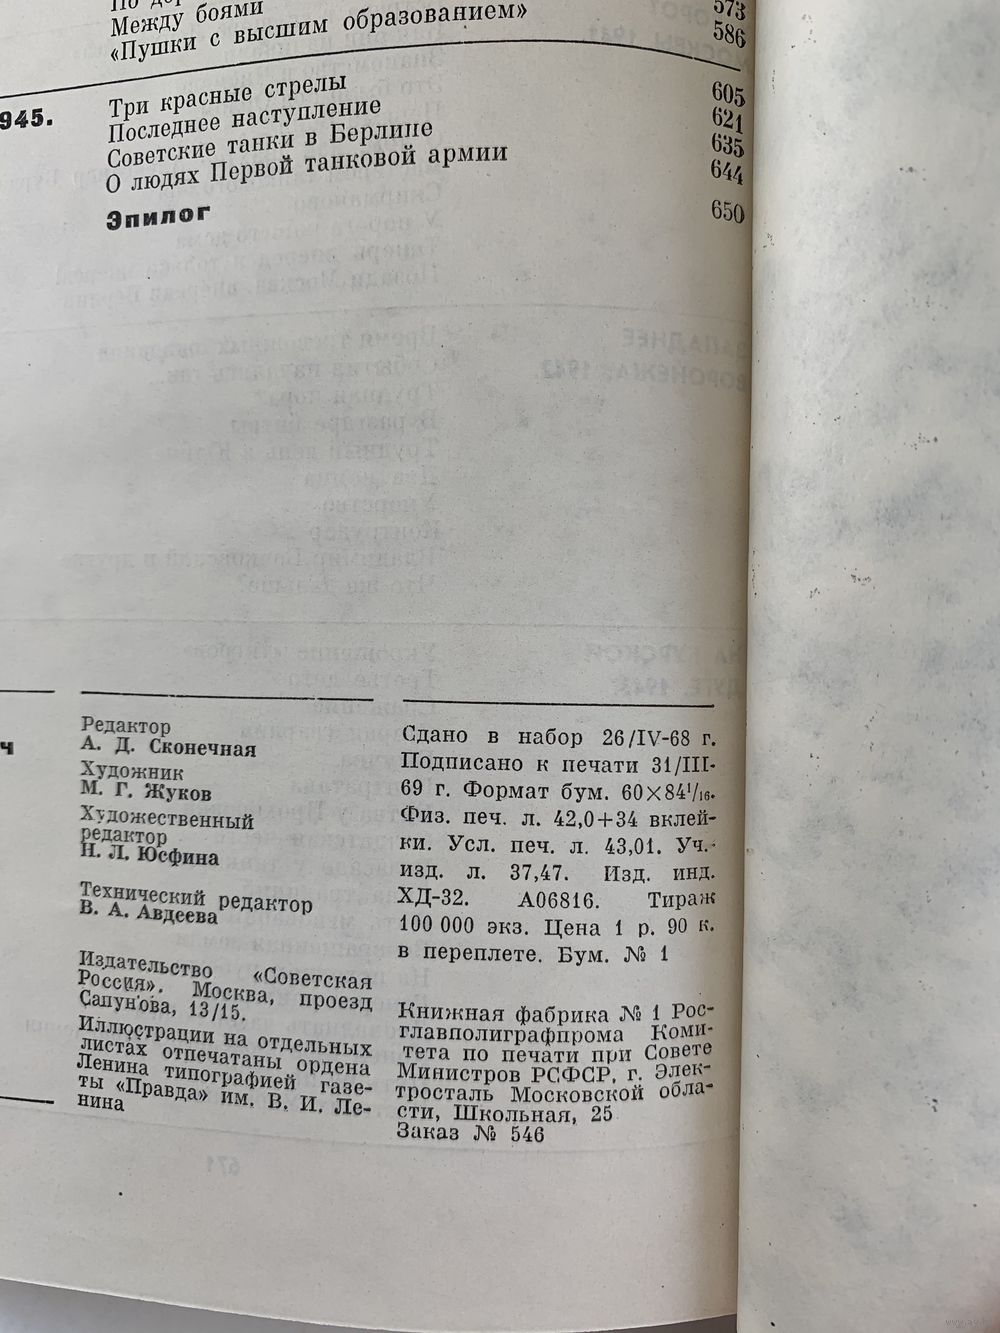 Между боями 573
«Пушки с высшим образованием» 586
945.
Три красные стрелы 605
Последнее наступление 621
Советские танки в Берлине 635
О людях Первой танковой армии 644
Эпилог 650
ч
Редактор
А. Д. Сконечная
Художник
М. Г. Жуков
Художественный
редактор
Н. Л. Юсфина
Технический редактор
В. А. Авдеева
Издательство «Советская
Россия». Москва, проезд
Сапунова, 13/15.
Иллюстрации на отдельных
листах отпечатаны ордена
Ленина типографией газе-
ты «Правда» им. В. И. Ле-
нина
Сдано в набор 26/IV-68 г.
Подписано к печати 31/III-
69 г. Формат бум. 60×84¹/₁₆.
Физ. печ. л. 42,0+34 вклей-
ки. Усл. печ. л. 43,01. Уч.-
изд. л. 37,47. Изд. инд.
ХД-32. А06816. Тираж
100 000 экз. Цена 1 р. 90 к.
в переплете. Бум. № 1
Книжная фабрика № 1 Рос-
главполиграфпрома Коми-
тета по печати при Совете
Министров РСФСР, г. Элек-
тросталь Московской обла-
сти, Школьная, 25
Заказ № 546